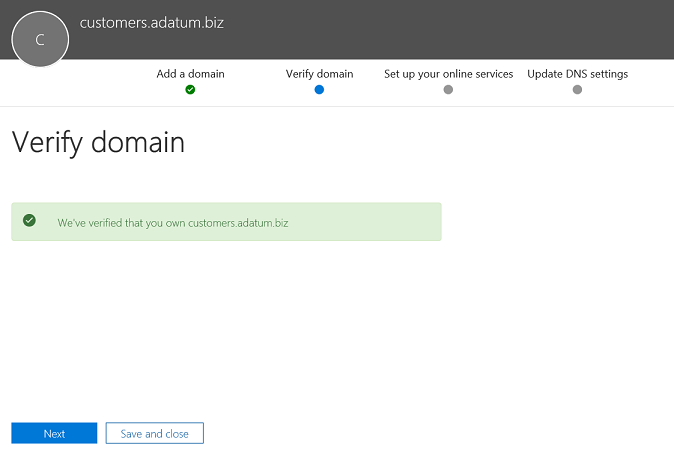 C
customers.adatum.biz
Add a domain
Verify domain
Set up your online services
Update DNS settings
Verify domain
We've verified that you own customers.adatum.biz
Next
Save and close